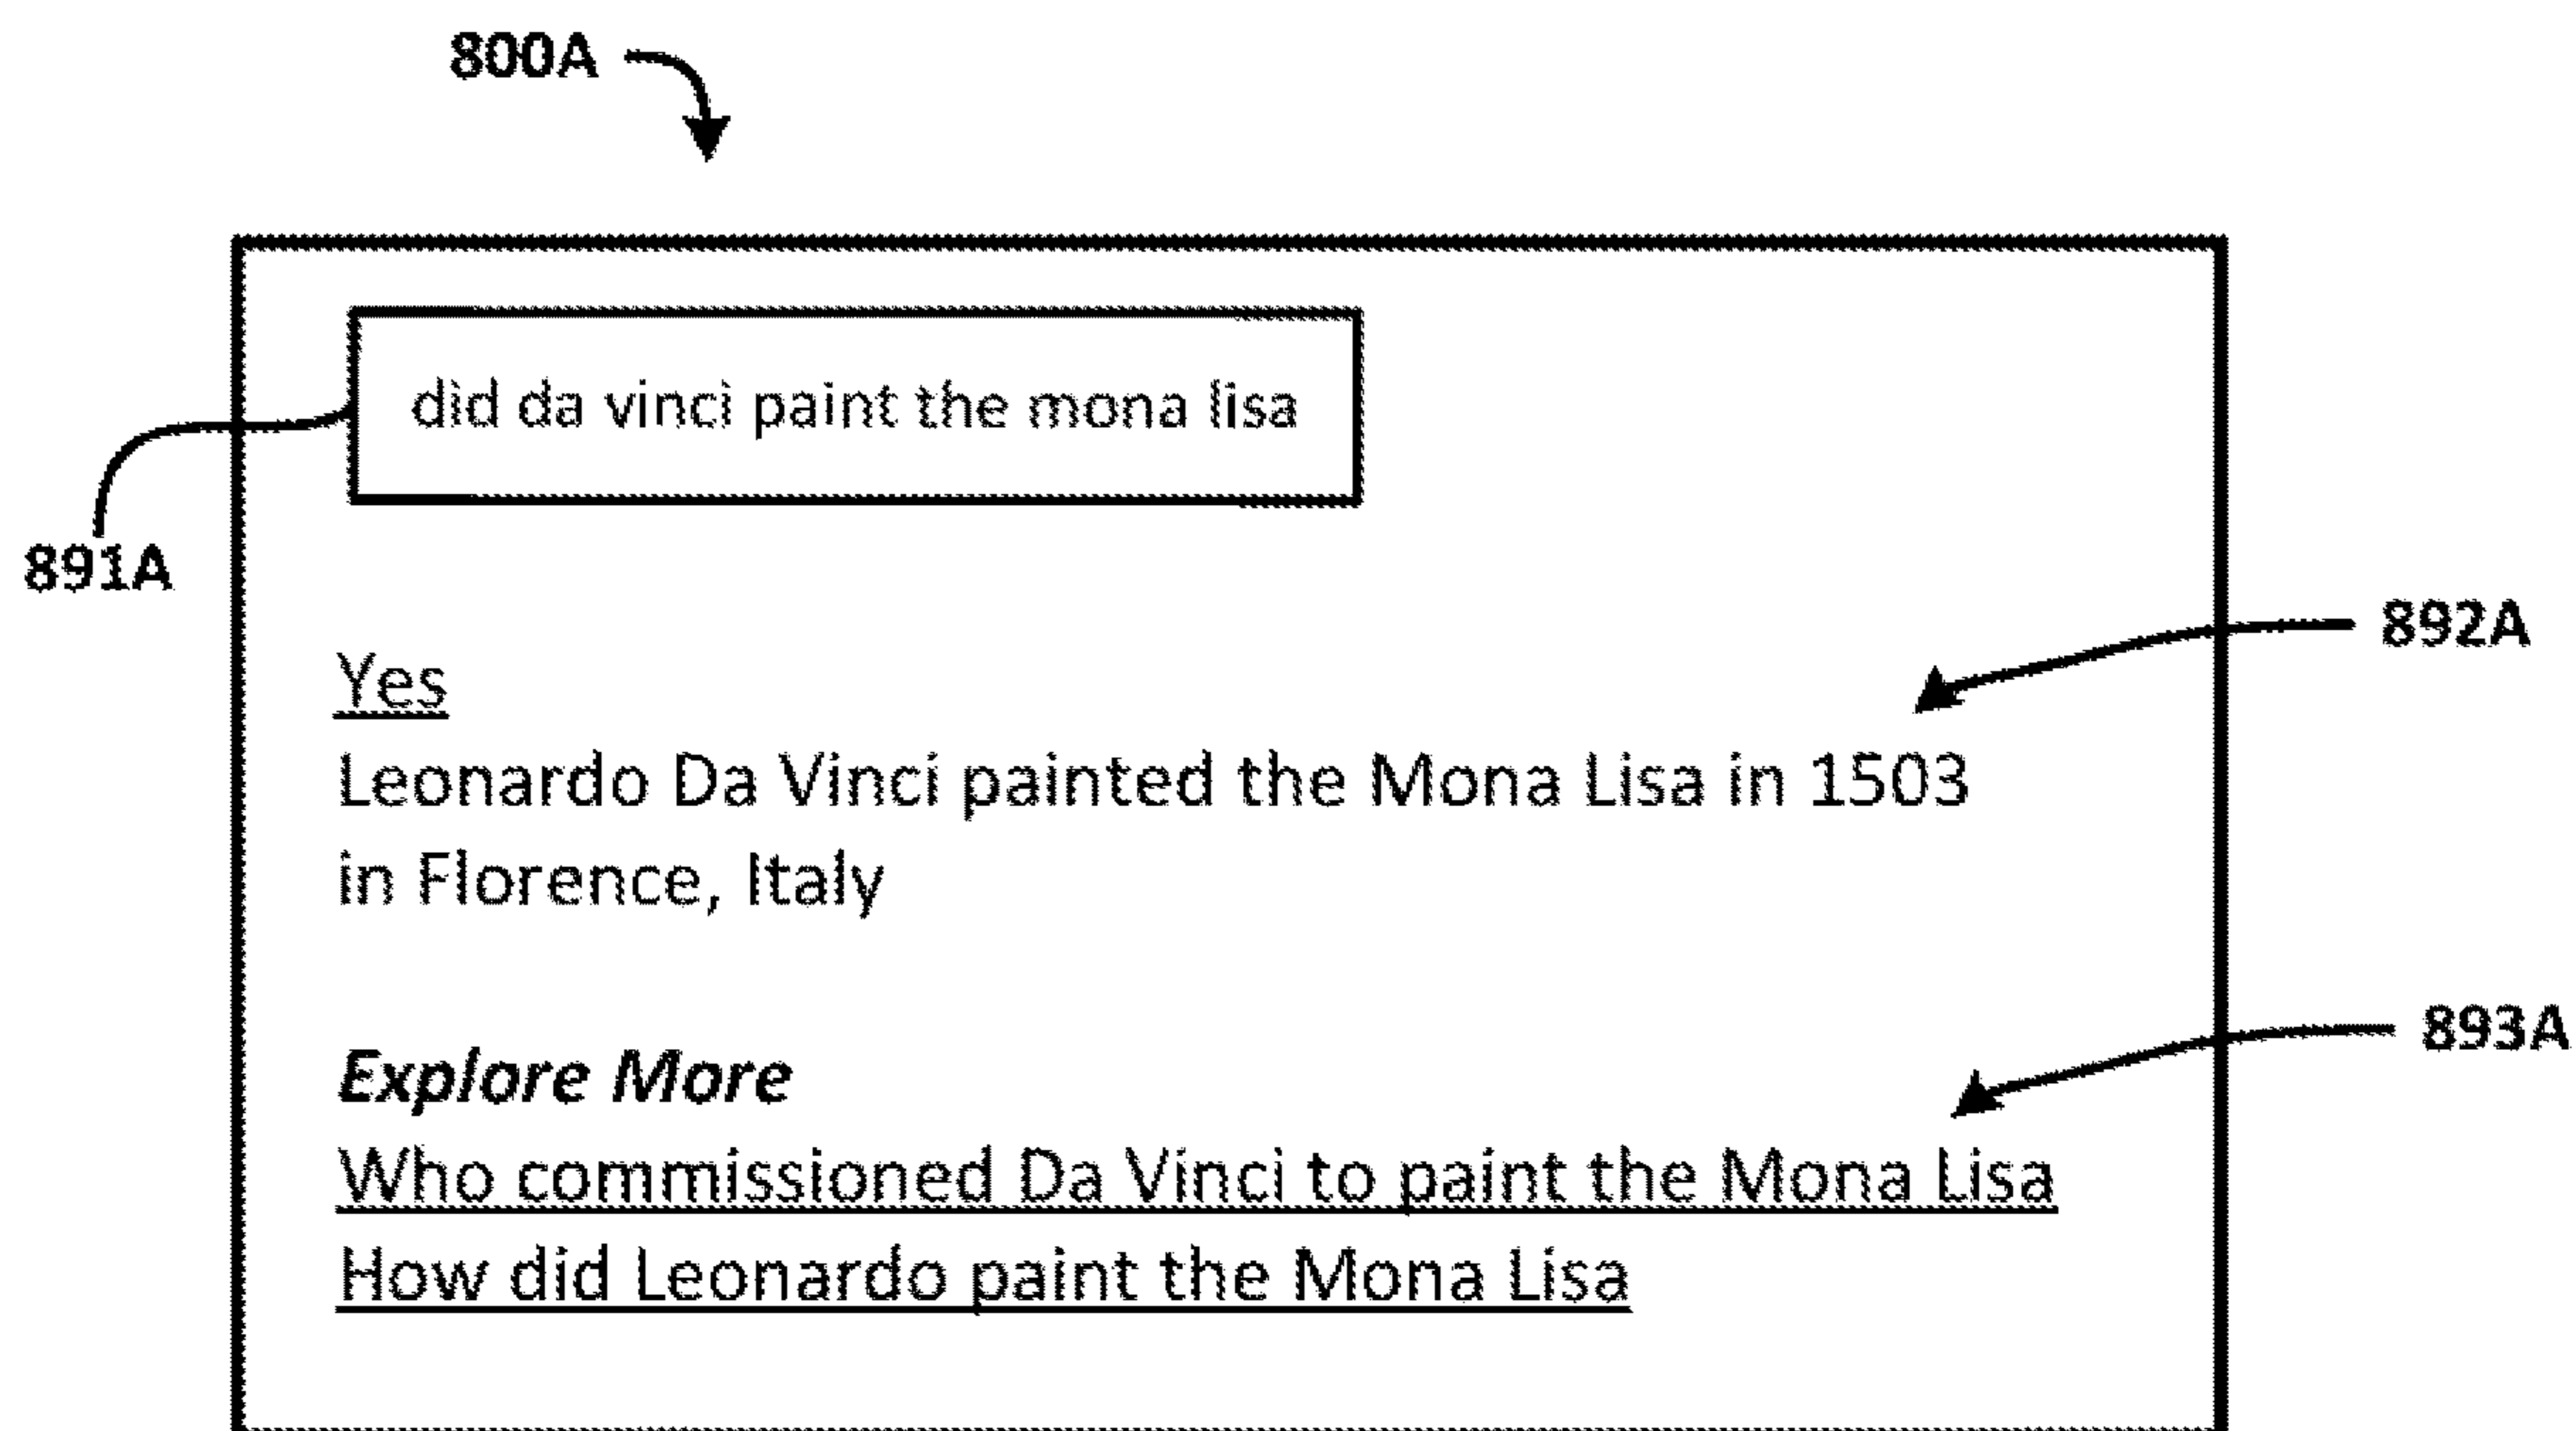 800A
did da vinci paint the mona lisa
891A
892A
Yes
Leonardo Da Vinci painted the Mona Lisa in 1503
in Florence, Italy
893A
Explore More
Who commissioned Da Vinci to paint the Mona Lisa
How did Leonardo paint the Mona Lisa